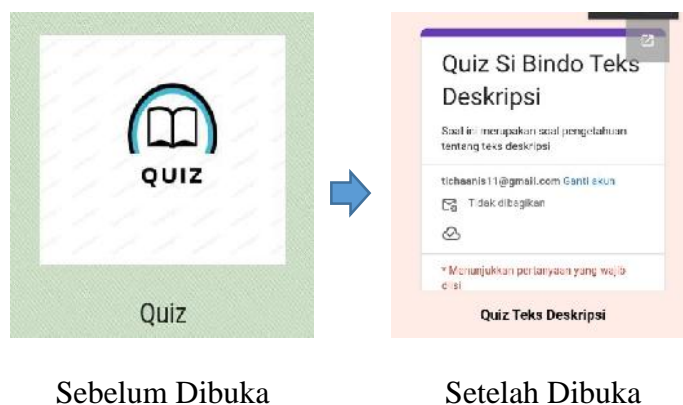 QUIZ
Quiz
Sebelum Dibuka
Quiz Si Bindo Teks
Deskripsi
Soal ini merupakan soal pengetahuan
tentang teks deskripsi
tichaanis11@gmail.com Ganti akun
Tidak dibagikan
* Menunjukkan pertanyaan yang wajib
diisi
Quiz Teks Deskripsi
Setelah Dibuka